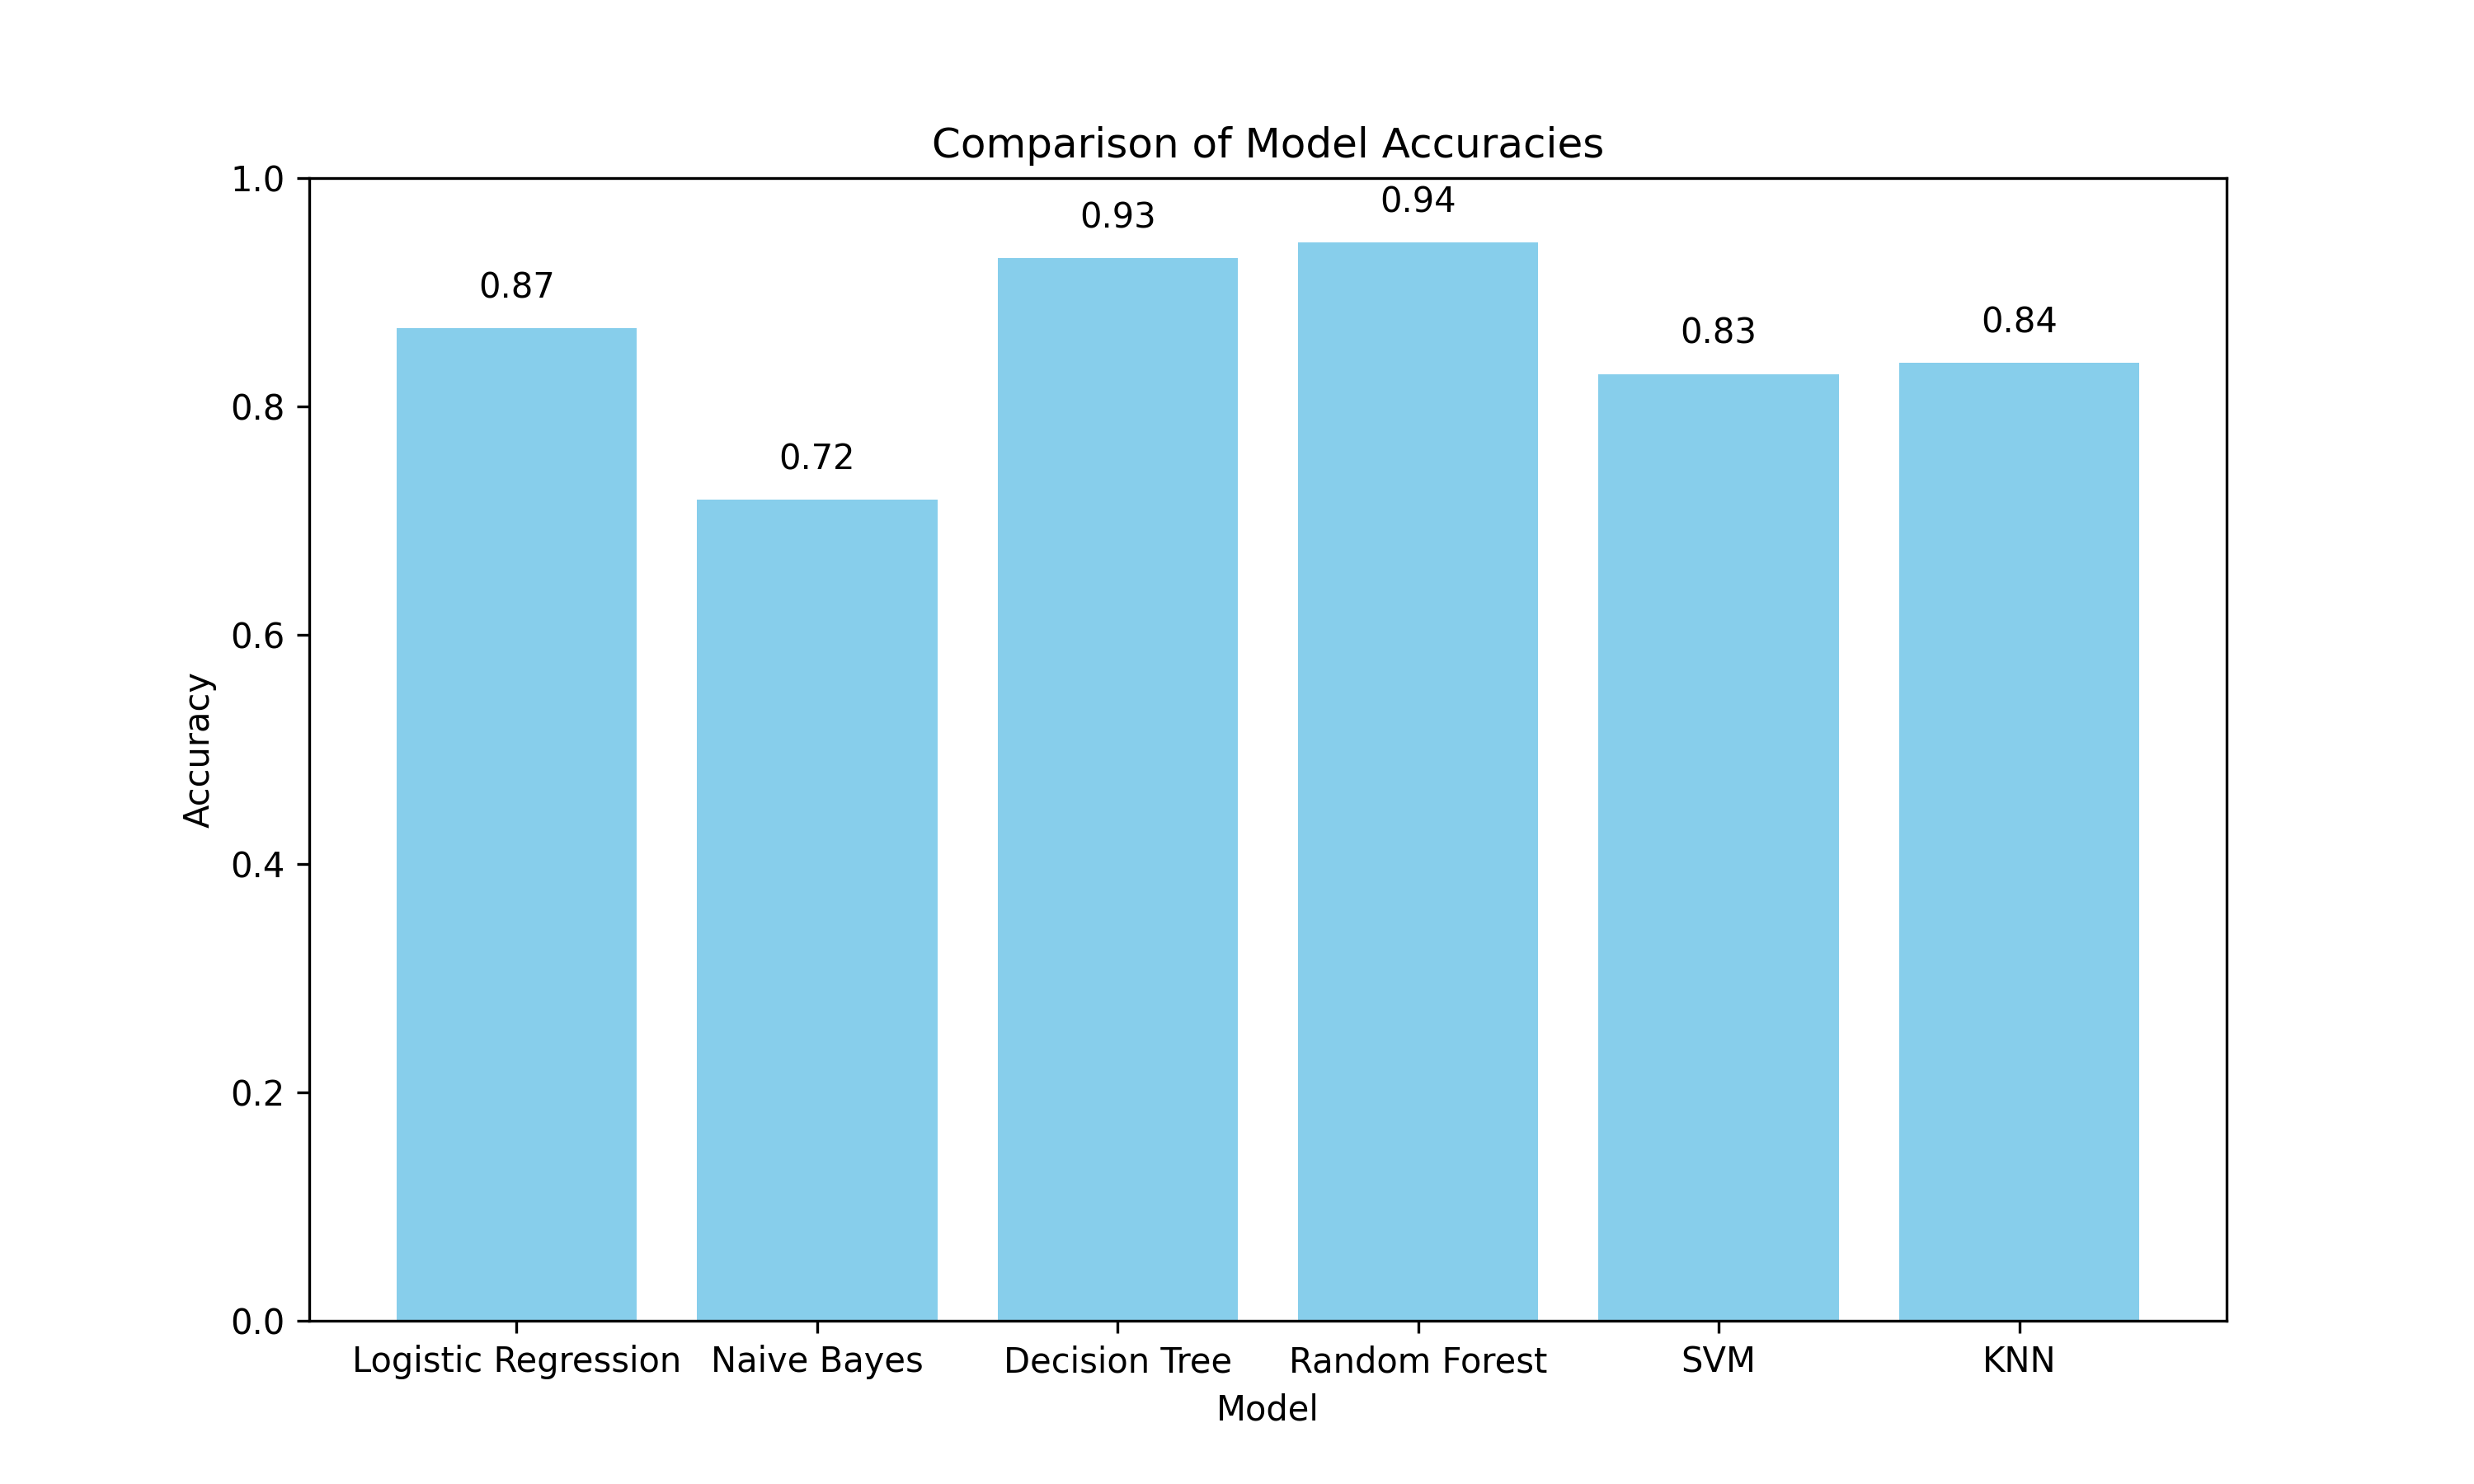 Comparison of Model Accuracies
1.0
0.8
0.6
0.4
0.2
0.0
Accuracy
0.87
0.72
0.93
0.94
0.83
0.84
Logistic Regression
Naive Bayes
Decision Tree
Random Forest
SVM
KNN
Model